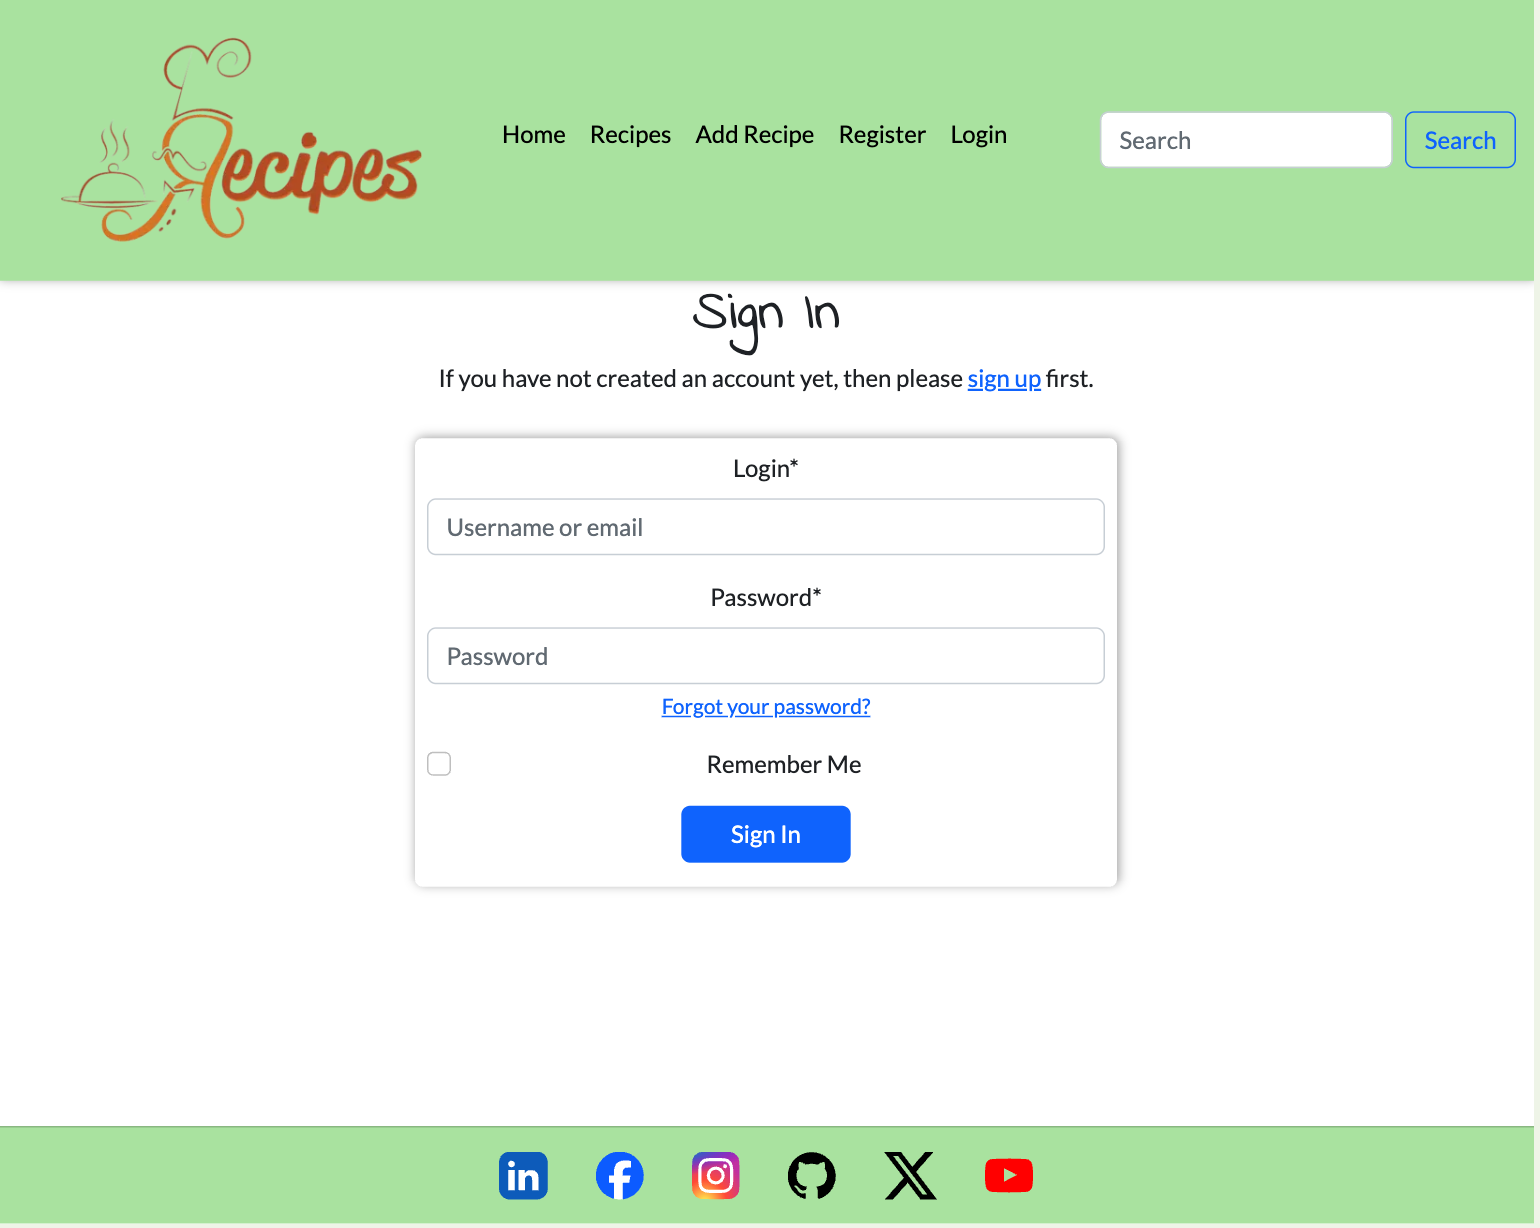 Recipes
Home Recipes Add Recipe Register Login
Search Search
Sign In
If you have not created an account yet, then please sign up first.
Login*
Username or email
Password*
Password
Forgot your password?
Remember Me
Sign In
in